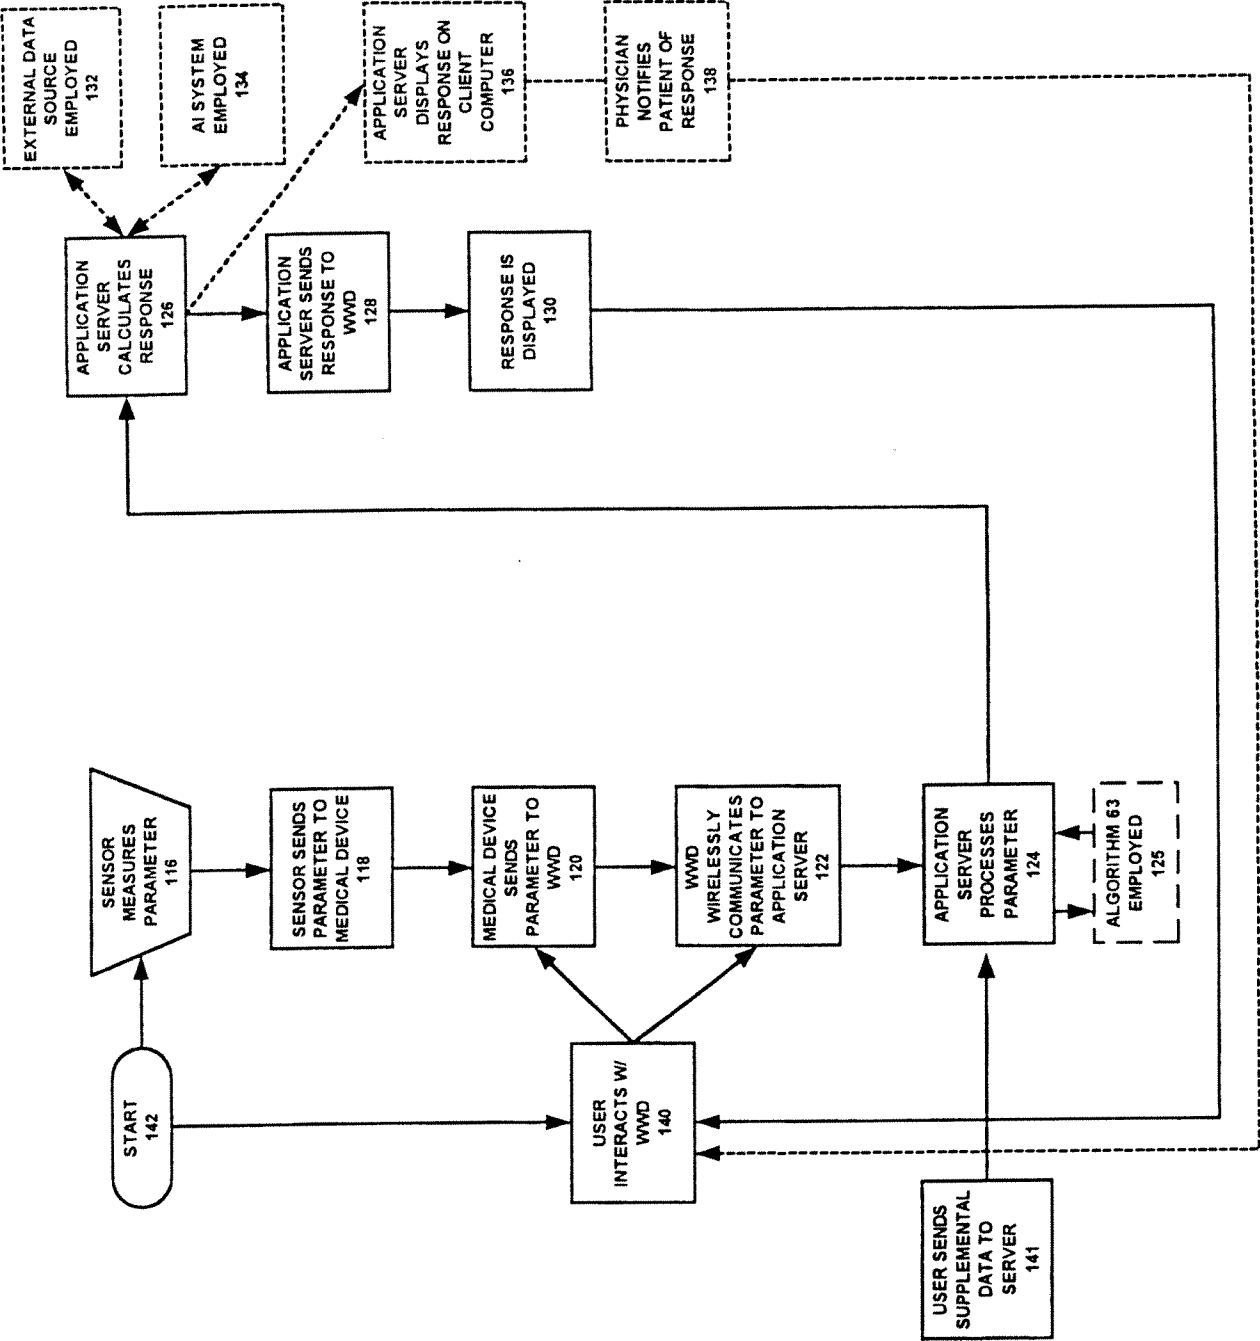 START
142
SENSOR
MEASURES
PARAMETER
116
SENSOR SENDS
PARAMETER TO
MEDICAL DEVICE
118
USER
INTERACTS W/
WWD
140
MEDICAL DEVICE
SENDS
PARAMETER TO
WWD
120
WWD
WIRELESSLY
COMMUNICATES
PARAMETER TO
APPLICATION
SERVER
122
USER SENDS
SUPPLEMENTAL
DATA TO
SERVER
141
APPLICATION
SERVER
PROCESSES
PARAMETER
124
ALGORITHM 63
EMPLOYED
125
APPLICATION
SERVER
CALCULATES
RESPONSE
126
APPLICATION
SERVER SENDS
RESPONSE TO
WWD
128
RESPONSE IS
DISPLAYED
130
EXTERNAL DATA
SOURCE
EMPLOYED
132
AI SYSTEM
EMPLOYED
134
APPLICATION
SERVER
DISPLAYS
RESPONSE ON
CLIENT
COMPUTER
136
PHYSICIAN
NOTIFIES
PATIENT OF
RESPONSE
138